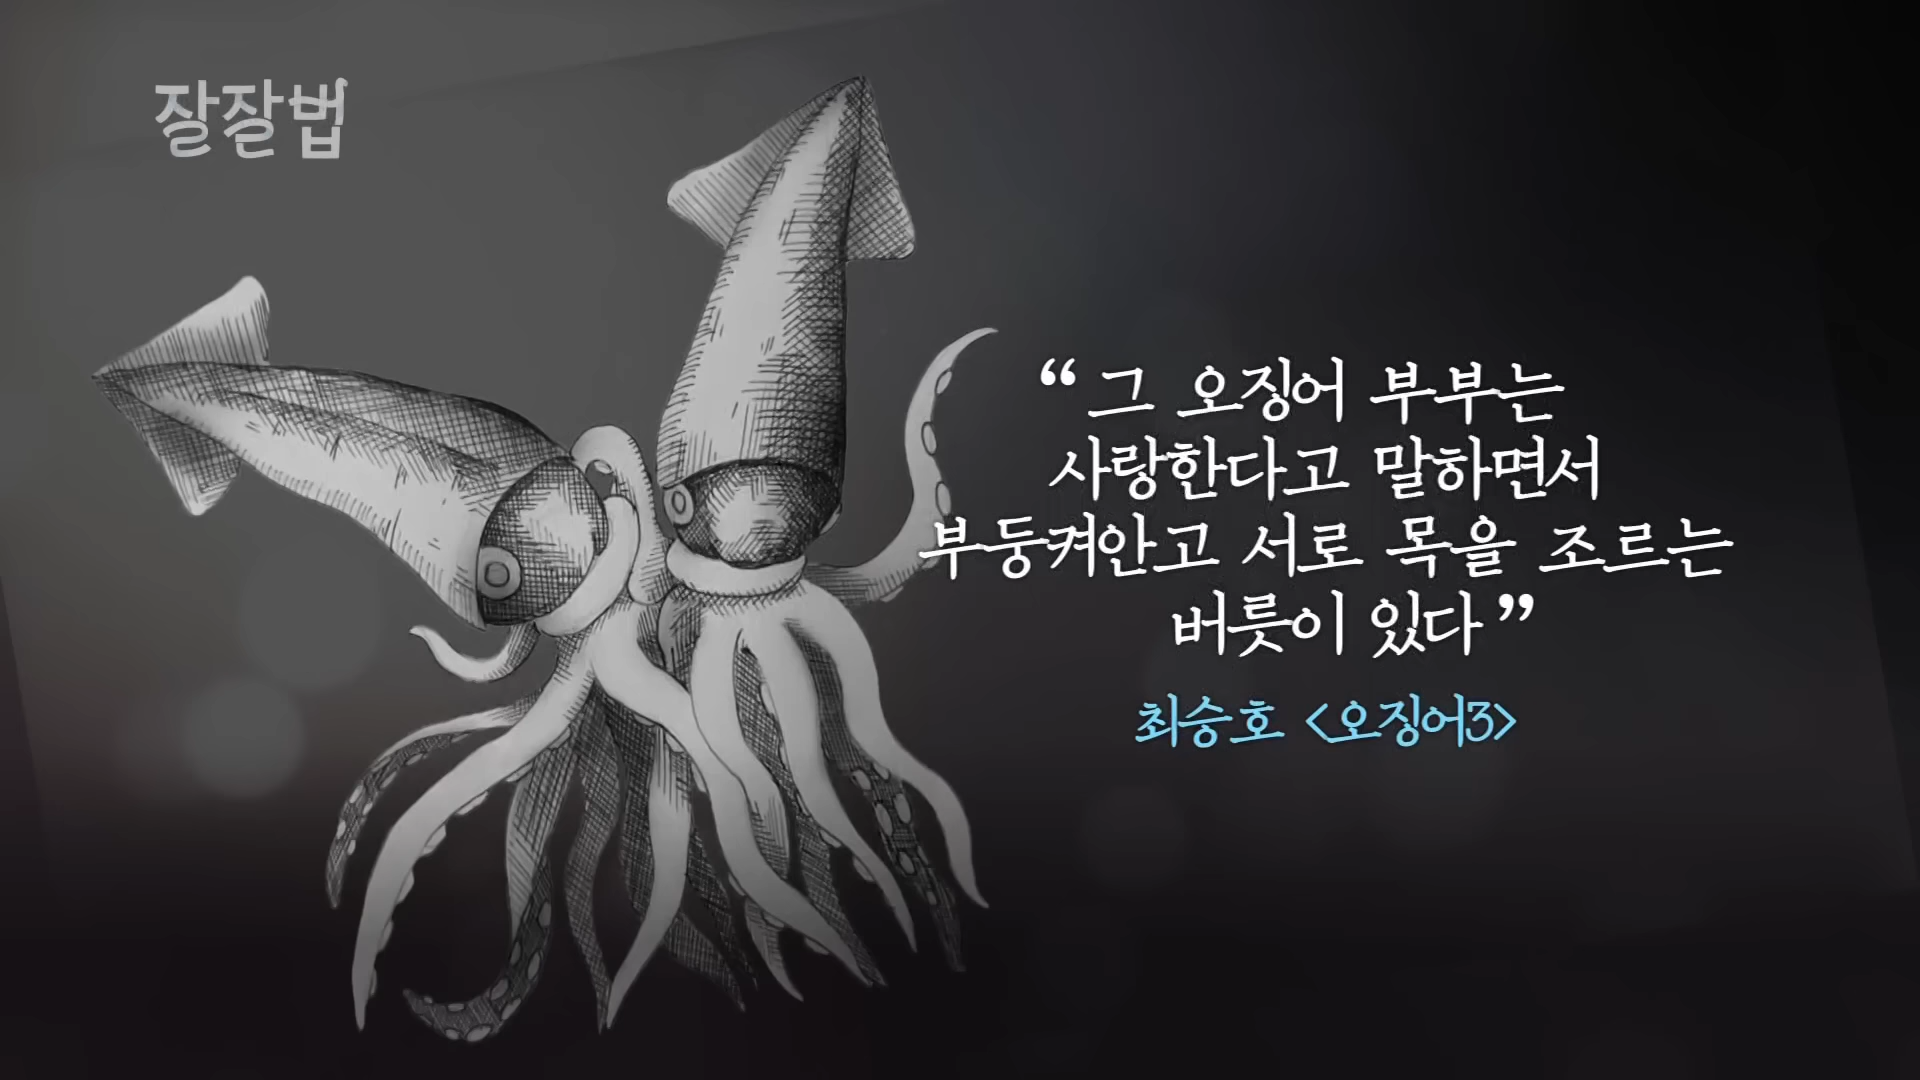 잘잘법
“그 오징어 부부는
사랑한다고 말하면서
부둥켜안고 서로 목을 조르는
버릇이 있다”
최승호 <오징어3>